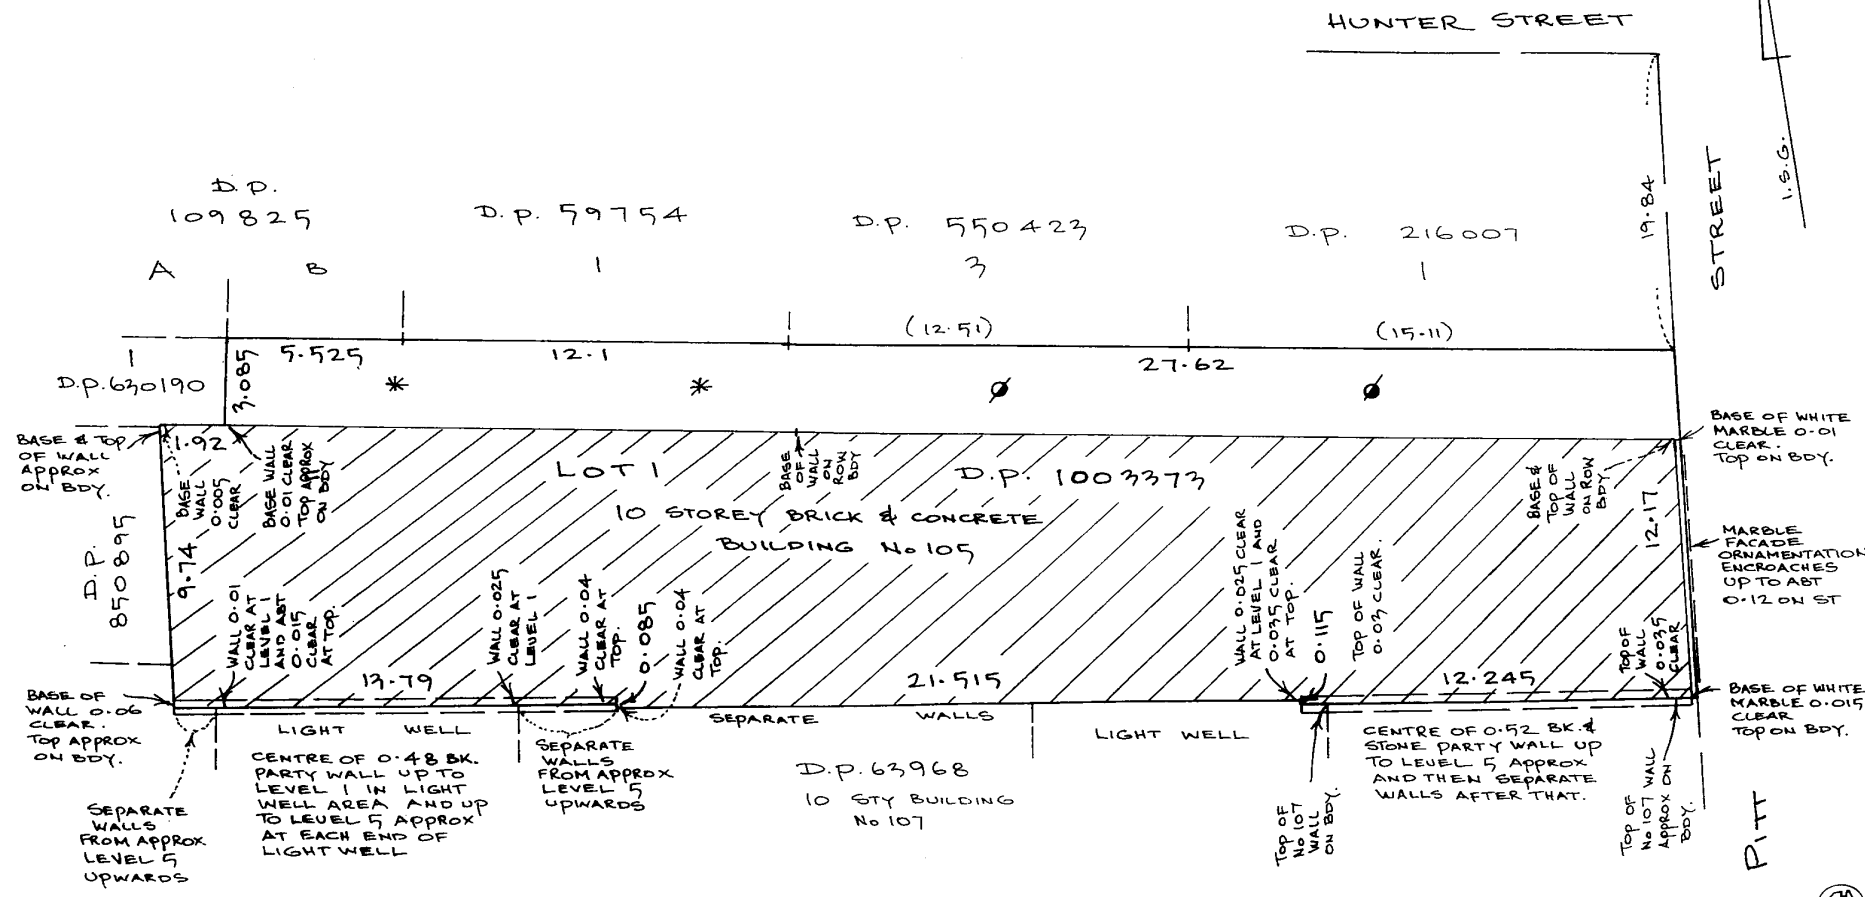 HUNTER STREET
I.S.G.
19.84
STREET
D.P.
109825
A
B
D.P. 59754
1
D.P. 550423
3
D.P. 216007
1
(12.51)
(15.11)
1
D.P.630190
3.085
5.525
12.1
27.62
BASE & TOP
OF WALL
APPROX
ON BDY.
1.92
BASE
WALL
0.005
CLEAR
BASE WALL
0.01 CLEAR
TOP APPROX
ON BDY
LOT 1
BASE
OF
WALL
ON
ROW
BDY
D.P. 1003373
10 STOREY BRICK & CONCRETE
BUILDING No 105
BASE &
TOP OF
WALL
ON ROW
BDY.
12.17
BASE OF WHITE
MARBLE 0.01
CLEAR.
TOP ON BDY.
MARBLE
FACADE
ORNAMENTATION
ENCROACHES
UP TO ABT
0.12 ON ST
D.P.
850895
9.74
WALL 0.01
CLEAR AT
LEVEL 1
AND ABT
0.015
CLEAR
AT TOP.
13.79
WALL 0.025
CLEAR AT
LEVEL 1
WALL 0.04
CLEAR AT
TOP.
0.085
WALL 0.04
CLEAR AT
TOP.
21.515
WALL 0.025 CLEAR
AT LEVEL 1 AND
0.035 CLEAR
AT TOP.
0.115
TOP OF WALL
0.03 CLEAR.
12.245
TOP OF
WALL
0.035
CLEAR
BASE OF WHITE
MARBLE 0.015
CLEAR
TOP ON BDY.
BASE OF
WALL 0.06
CLEAR.
TOP APPROX
ON BDY.
SEPARATE
WALLS
FROM APPROX
LEVEL 5
UPWARDS
LIGHT WELL
CENTRE OF 0.48 BK.
PARTY WALL UP TO
LEVEL 1 IN LIGHT
WELL AREA AND UP
TO LEVEL 5 APPROX
AT EACH END OF
LIGHT WELL
SEPARATE
WALLS
FROM APPROX
LEVEL 5
UPWARDS
SEPARATE WALLS
D.P. 63968
10 STY BUILDING
No 107
LIGHT WELL
TOP OF
No 107
WALL
ON BDY.
CENTRE OF 0.52 BK. &
STONE PARTY WALL UP
TO LEVEL 5 APPROX
AND THEN SEPARATE
WALLS AFTER THAT.
TOP OF
No 107 WALL
APPROX ON
BDY.
PITT